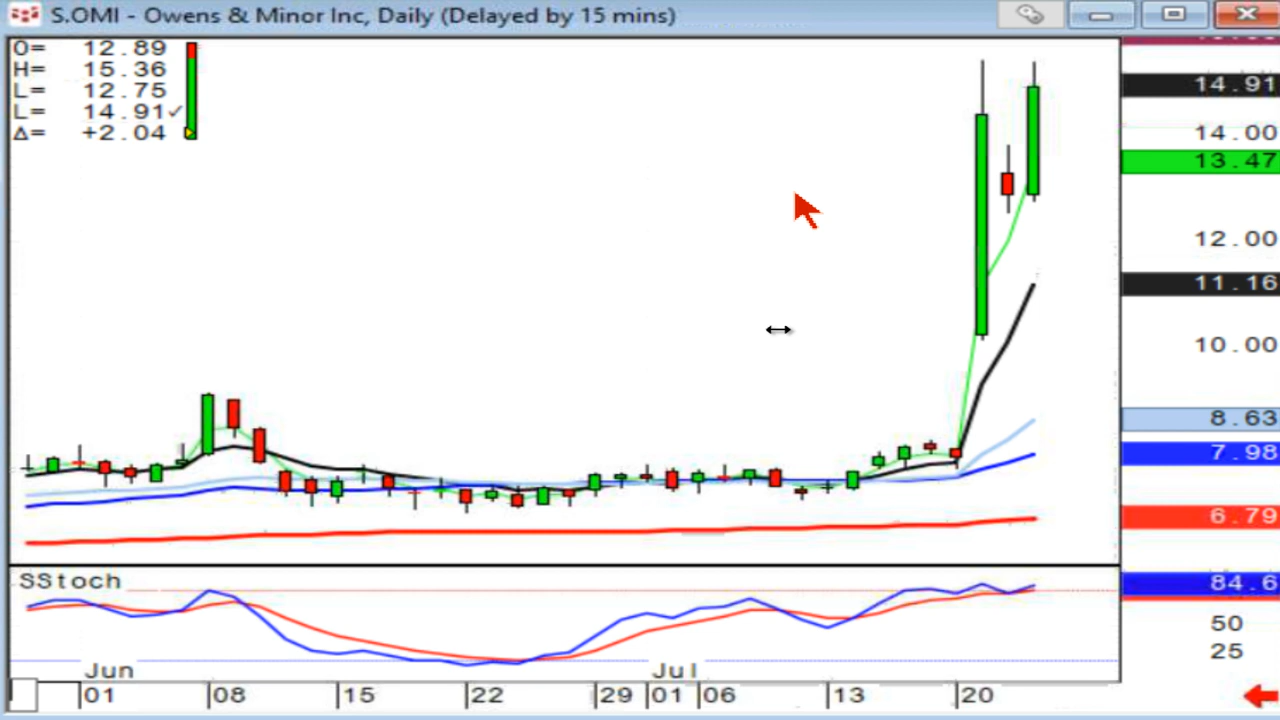 S.OMI - Owens & Minor Inc, Daily (Delayed by 15 mins)
O= 12.89
H= 15.36
L= 12.75
L= 14.91✓
Δ= +2.04
14.91
14.00
13.47
12.00
11.16
10.00
8.63
7.98
6.79
SStoch
84.6
50
25
Jun
Jul
01 08 15 22 29 01 06 13 20